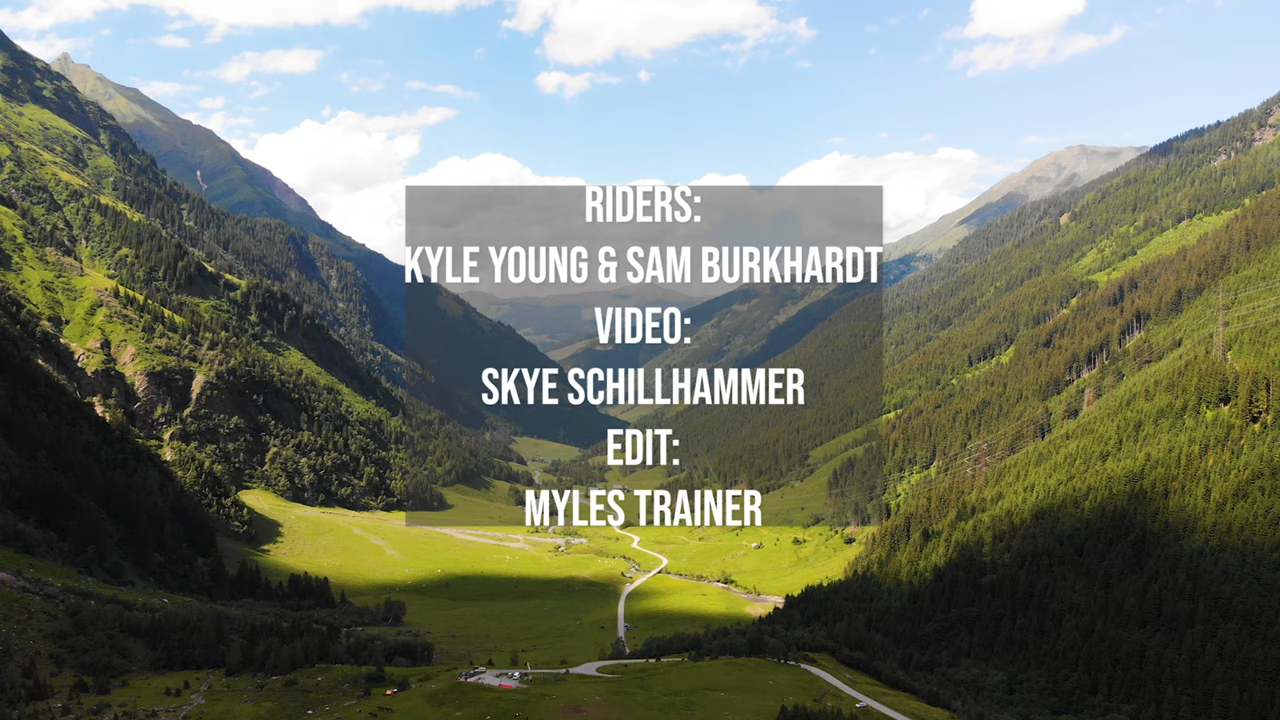 RIDERS:
KYLE YOUNG & SAM BURKHARDT
VIDEO:
SKYE SCHILLHAMMER
EDIT:
MYLES TRAINER